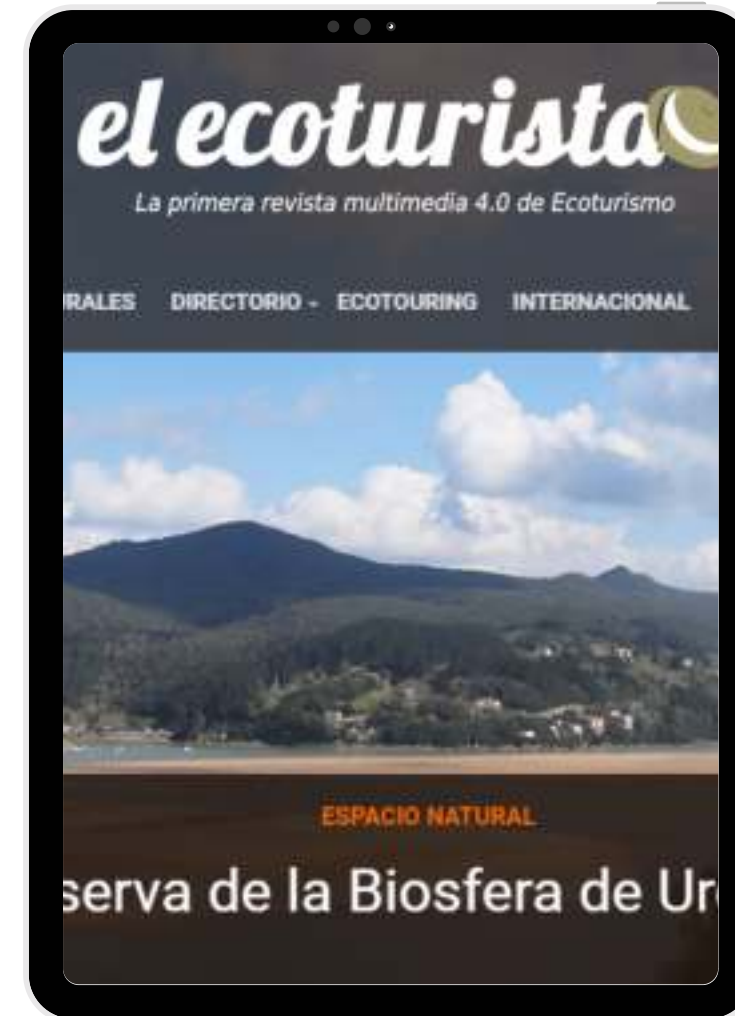 el ecoturista
La primera revista multimedia 4.0 de Ecoturismo
RALES DIRECTORIO ECOTOURING INTERNACIONAL
ESPACIO NATURAL
serva de la Biosfera de Ur